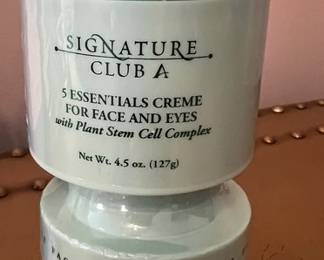 SIGNATURE
CLUB A
5 ESSENTIALS CREME
FOR FACE AND EYES
with Plant Stem Cell Complex
Net Wt. 4.5 oz. (127g)